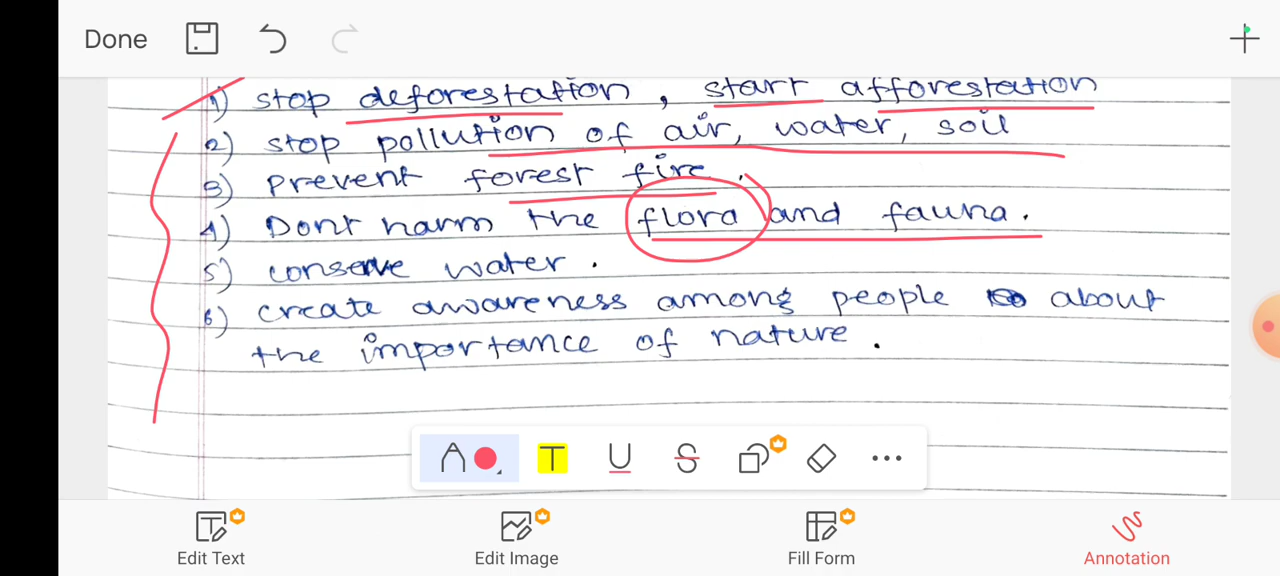 Done
1) stop deforestation, start afforestation
2) stop pollution of air, water, soil
3) prevent forest fire.
4) Dont harm the flora and fauna.
5) conserve water.
6) create awareness among people about
the importance of nature.
T U S
Edit Text Edit Image Fill Form Annotation